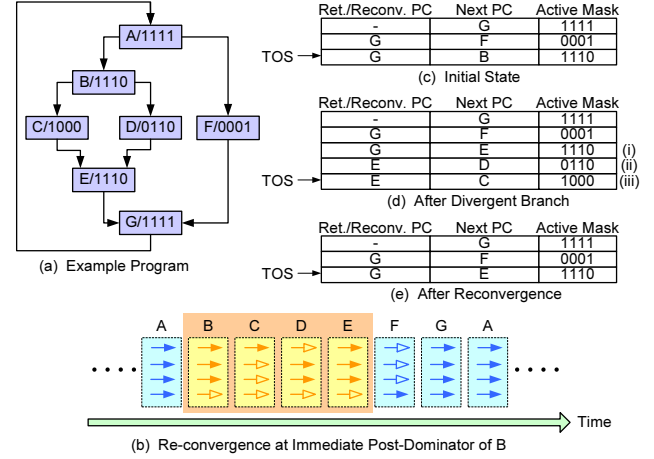 A/1111
B/1110
C/1000
D/0110
F/0001
E/1110
G/1111
(a) Example Program
Ret./Reconv. PC Next PC Active Mask
- G 1111
G F 0001
TOS G B 1110
(c) Initial State
Ret./Reconv. PC Next PC Active Mask
- G 1111
G F 0001
G E 1110 (i)
E D 0110 (ii)
TOS E C 1000 (iii)
(d) After Divergent Branch
Ret./Reconv. PC Next PC Active Mask
- G 1111
G F 0001
TOS G E 1110
(e) After Reconvergence
A B C D E F G A
Time
(b) Re-convergence at Immediate Post-Dominator of B